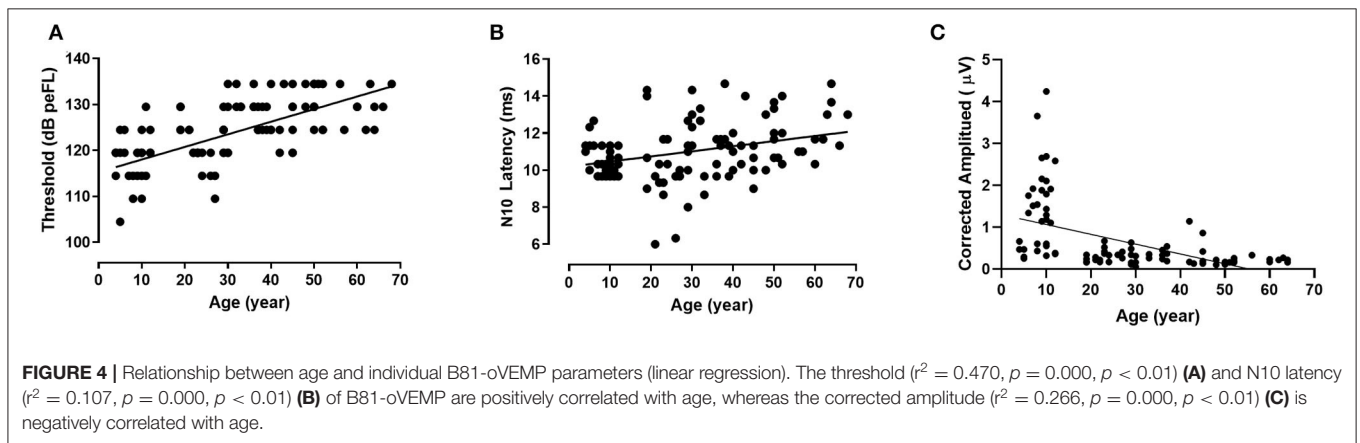 A
140
130
120
110
100
Threshold (dB peFL)
0 10 20 30 40 50 60 70
Age (year)
B
16
14
12
10
8
6
N10 Latency (ms)
0 10 20 30 40 50 60 70
Age (year)
C
5
4
3
2
1
0
Corrected Amplitued ( μV)
0 10 20 30 40 50 60 70
Age (year)
FIGURE 4 | Relationship between age and individual B81-oVEMP parameters (linear regression). The threshold (r² = 0.470, p = 0.000, p < 0.01) (A) and N10 latency
(r² = 0.107, p = 0.000, p < 0.01) (B) of B81-oVEMP are positively correlated with age, whereas the corrected amplitude (r² = 0.266, p = 0.000, p < 0.01) (C) is
negatively correlated with age.